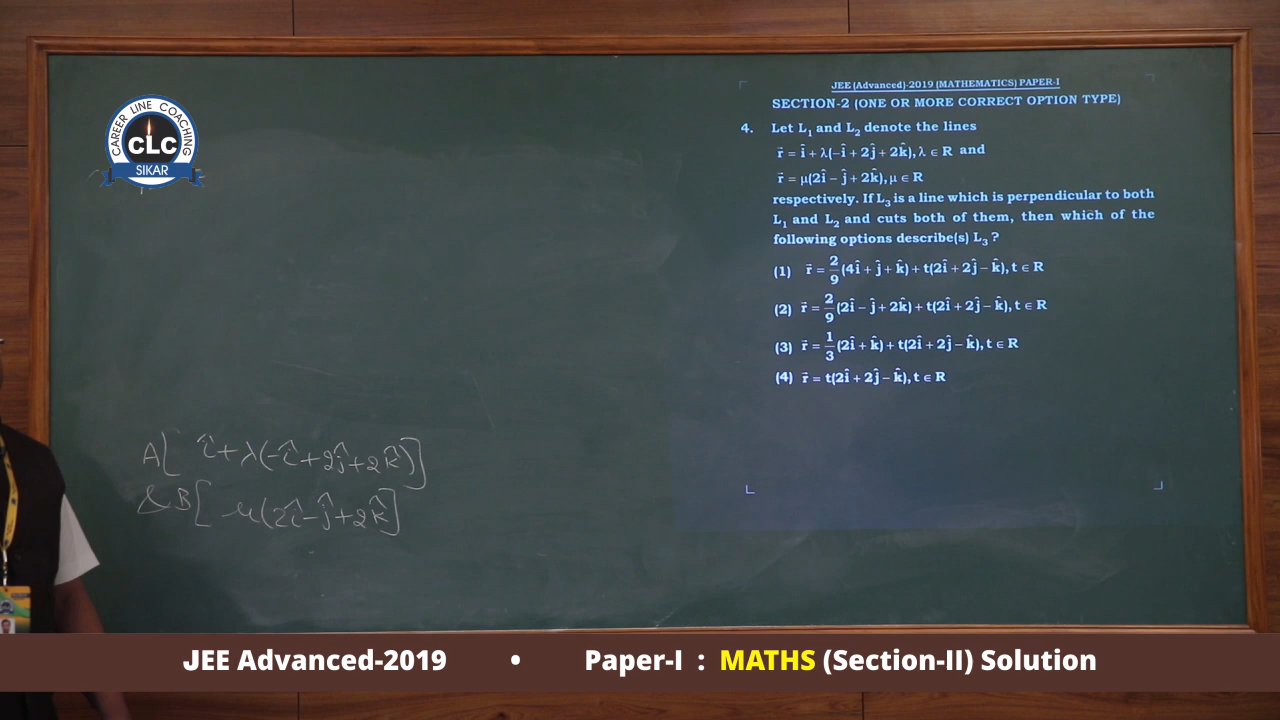 CAREER LINE COACHING
CLC
SIKAR
JEE (Advanced)-2019 (MATHEMATICS) PAPER-I
SECTION-2 (ONE OR MORE CORRECT OPTION TYPE)
4. Let L₁ and L₂ denote the lines
r⃗ = î + λ(−î + 2ĵ + 2k̂), λ ∈ R and
r⃗ = μ(2î − ĵ + 2k̂), μ ∈ R
respectively. If L₃ is a line which is perpendicular to both
L₁ and L₂ and cuts both of them, then which of the
following options describe(s) L₃ ?
(1) r⃗ = 2/9(4î + ĵ + k̂) + t(2î + 2ĵ − k̂), t ∈ R
(2) r⃗ = 2/9(2î − ĵ + 2k̂) + t(2î + 2ĵ − k̂), t ∈ R
(3) r⃗ = 1/3(2î + k̂) + t(2î + 2ĵ − k̂), t ∈ R
(4) r⃗ = t(2î + 2ĵ − k̂), t ∈ R
A[ î + λ(−î + 2ĵ + 2k̂)]
& B[ μ(2î − ĵ + 2k̂]
JEE Advanced-2019 • Paper-I : MATHS (Section-II) Solution